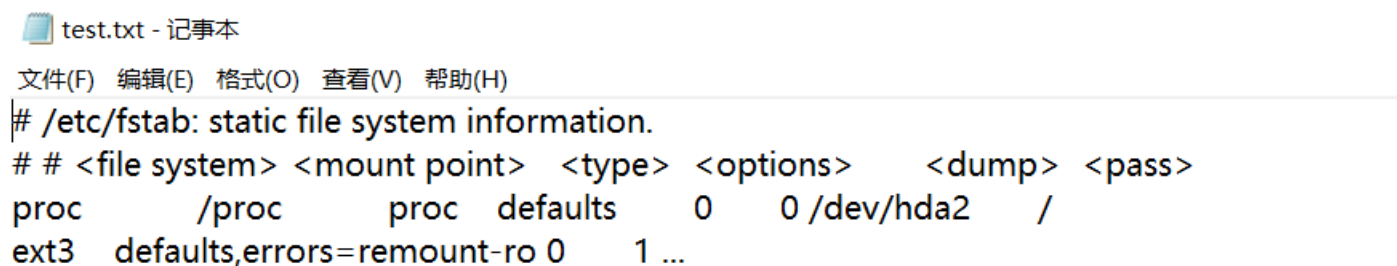 test.txt - 记事本
文件(F) 编辑(E) 格式(O) 查看(V) 帮助(H)
# /etc/fstab: static file system information.
# # <file system> <mount point> <type> <options> <dump> <pass>
proc /proc proc defaults 0 0 /dev/hda2 /
ext3 defaults,errors=remount-ro 0 1 ...